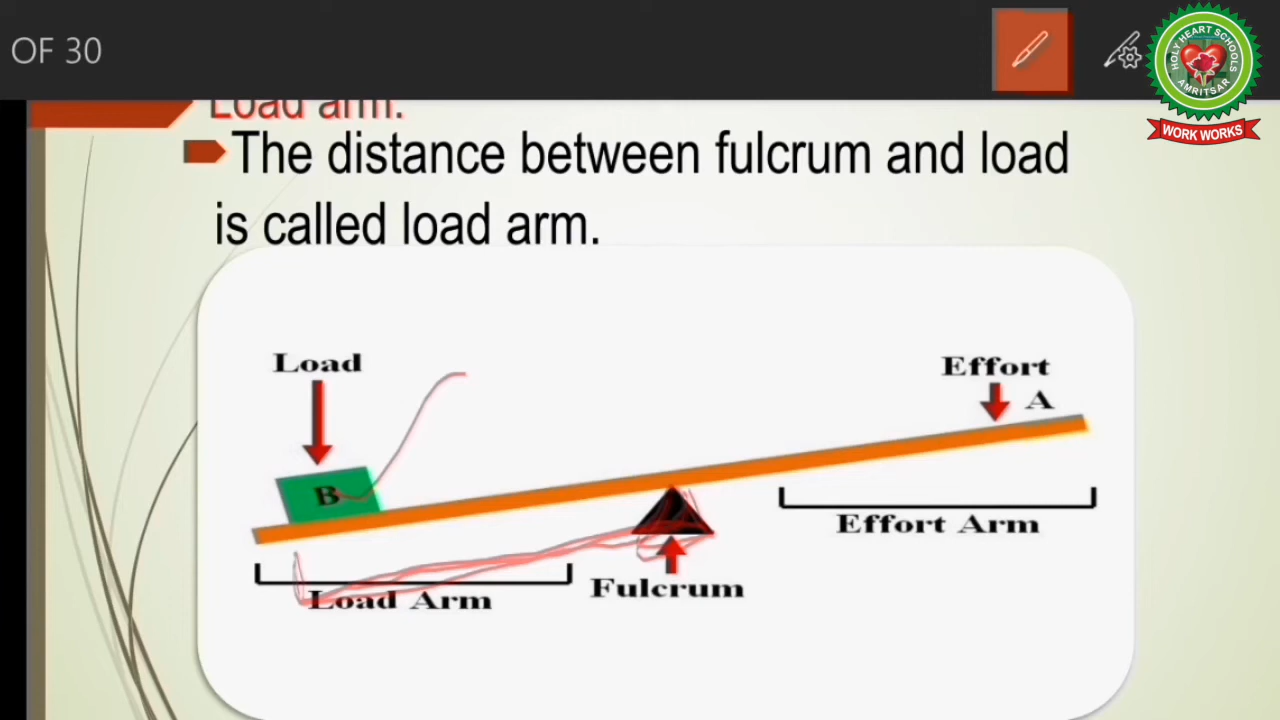 OF 30
HOLY HEART SCHOOLS
AMRITSAR
WORK WORKS
Load arm.
The distance between fulcrum and load
is called load arm.
Load
Effort
A
B
Effort Arm
Fulcrum
Load Arm